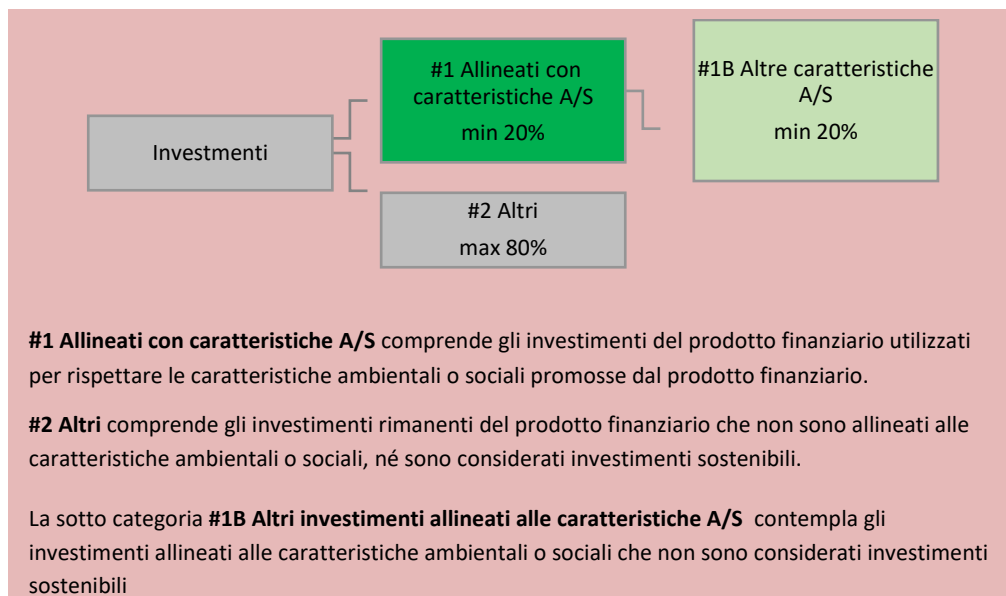 Investmenti
#1 Allineati con
caratteristiche A/S
min 20%
#1B Altre caratteristiche
A/S
min 20%
#2 Altri
max 80%
#1 Allineati con caratteristiche A/S comprende gli investimenti del prodotto finanziario utilizzati
per rispettare le caratteristiche ambientali o sociali promosse dal prodotto finanziario.
#2 Altri comprende gli investimenti rimanenti del prodotto finanziario che non sono allineati alle
caratteristiche ambientali o sociali, né sono considerati investimenti sostenibili.
La sotto categoria #1B Altri investimenti allineati alle caratteristiche A/S contempla gli
investimenti allineati alle caratteristiche ambientali o sociali che non sono considerati investimenti
sostenibili